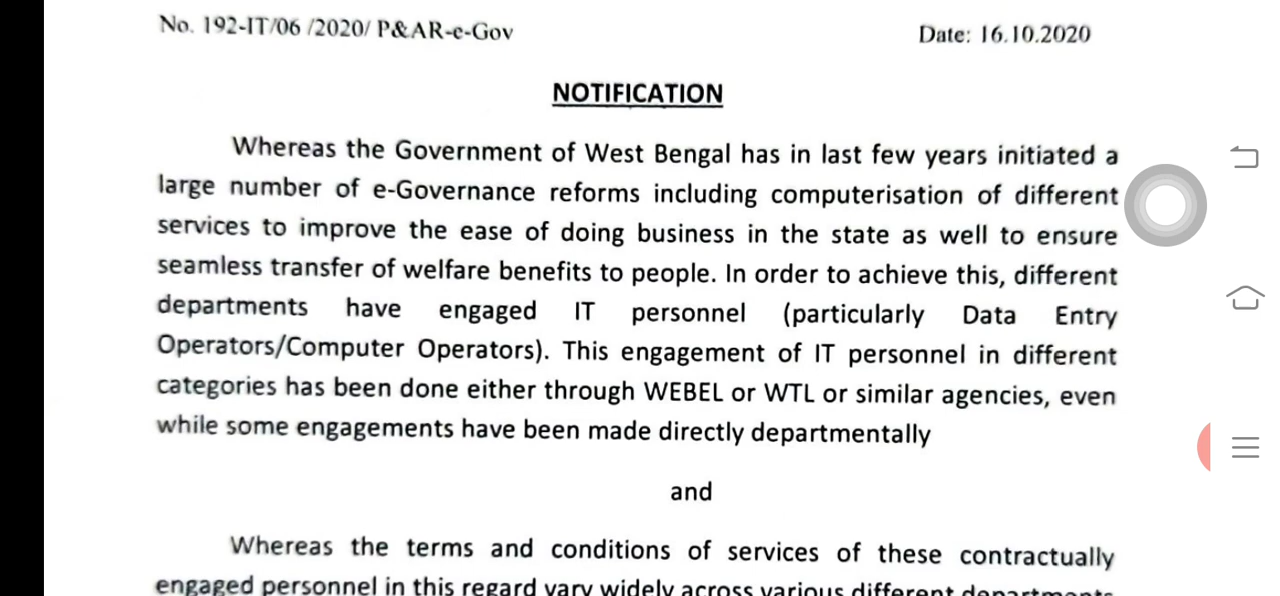 No. 192-IT/06 /2020/ P&AR-e-Gov Date: 16.10.2020
NOTIFICATION
Whereas the Government of West Bengal has in last few years initiated a
large number of e-Governance reforms including computerisation of different
services to improve the ease of doing business in the state as well to ensure
seamless transfer of welfare benefits to people. In order to achieve this, different
departments have engaged IT personnel (particularly Data Entry
Operators/Computer Operators). This engagement of IT personnel in different
categories has been done either through WEBEL or WTL or similar agencies, even
while some engagements have been made directly departmentally
and
Whereas the terms and conditions of services of these contractually
engaged personnel in this regard vary widely across various different departments